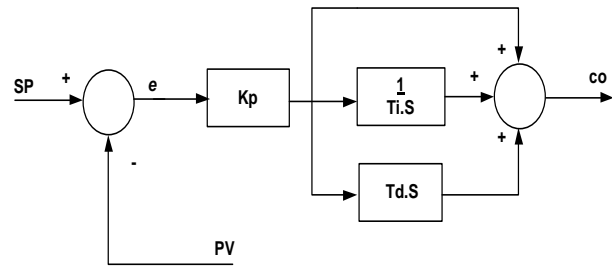 +
SP
+
e
Kp
1
Ti.S
+
co
+
Td.S
-
PV